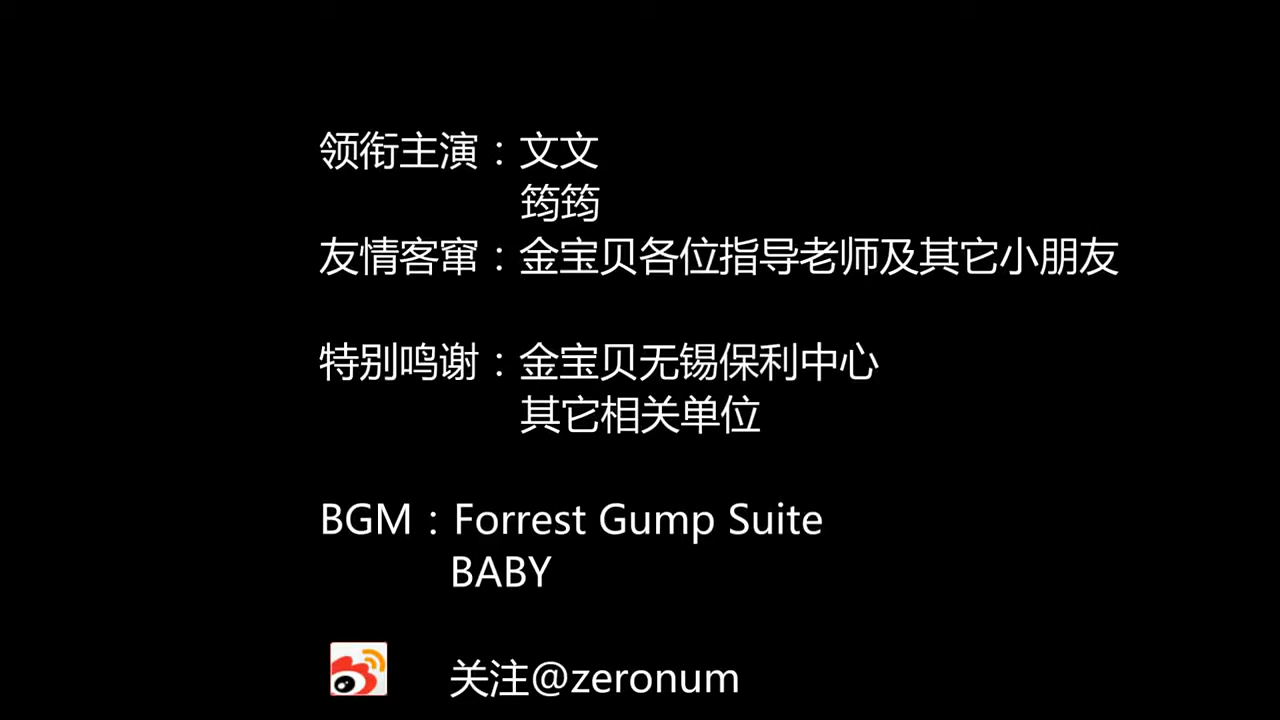 领衔主演：文文
筠筠
友情客窜：金宝贝各位指导老师及其它小朋友
特别鸣谢：金宝贝无锡保利中心
其它相关单位
BGM：Forrest Gump Suite
BABY
关注@zeronum